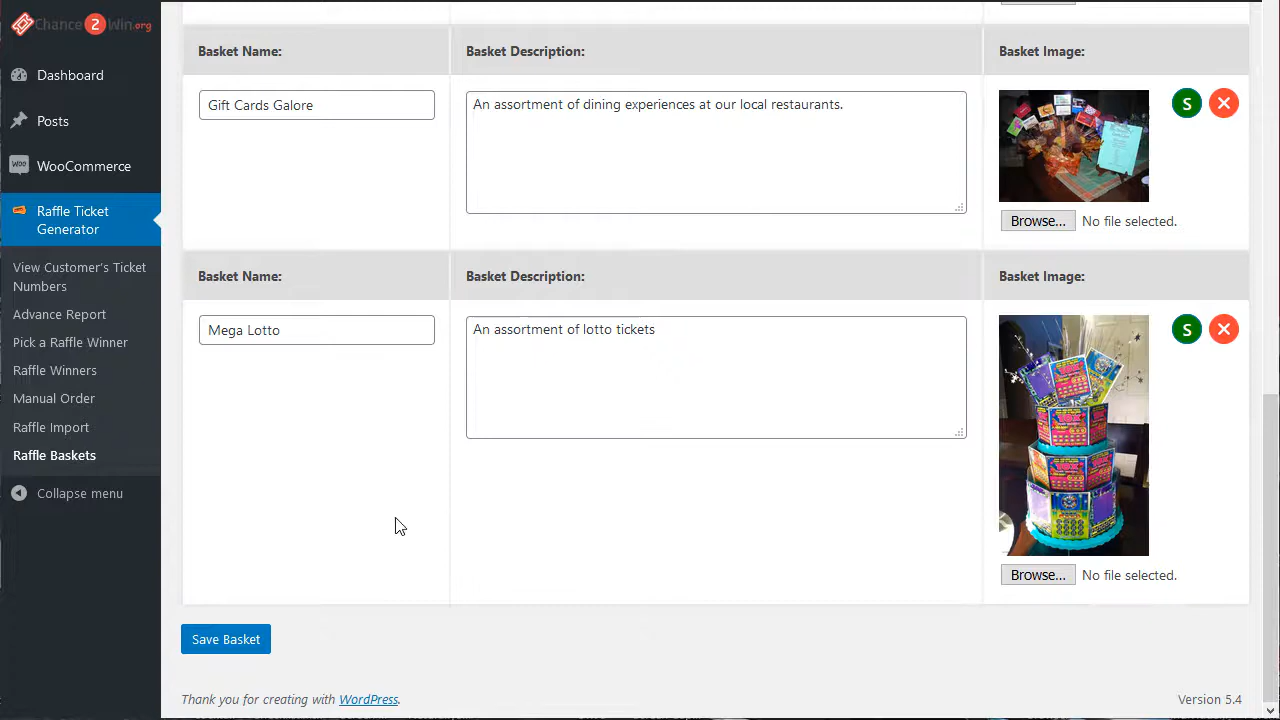 Chance 2 Win.org
Dashboard
Posts
WooCommerce
Raffle Ticket
Generator
View Customer's Ticket
Numbers
Advance Report
Pick a Raffle Winner
Raffle Winners
Manual Order
Raffle Import
Raffle Baskets
Collapse menu
Basket Name:
Basket Description:
Basket Image:
Gift Cards Galore
An assortment of dining experiences at our local restaurants.
S
Browse... No file selected.
Basket Name:
Basket Description:
Basket Image:
Mega Lotto
An assortment of lotto tickets
S
Browse... No file selected.
Save Basket
Thank you for creating with WordPress.
Version 5.4